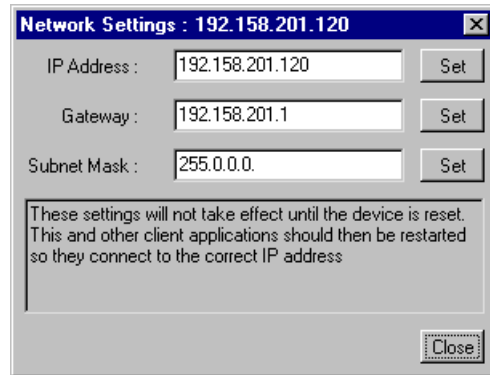 Network Settings : 192.158.201.120
IP Address : 192.158.201.120 Set
Gateway : 192.158.201.1 Set
Subnet Mask : 255.0.0.0. Set
These settings will not take effect until the device is reset.
This and other client applications should then be restarted
so they connect to the correct IP address
Close